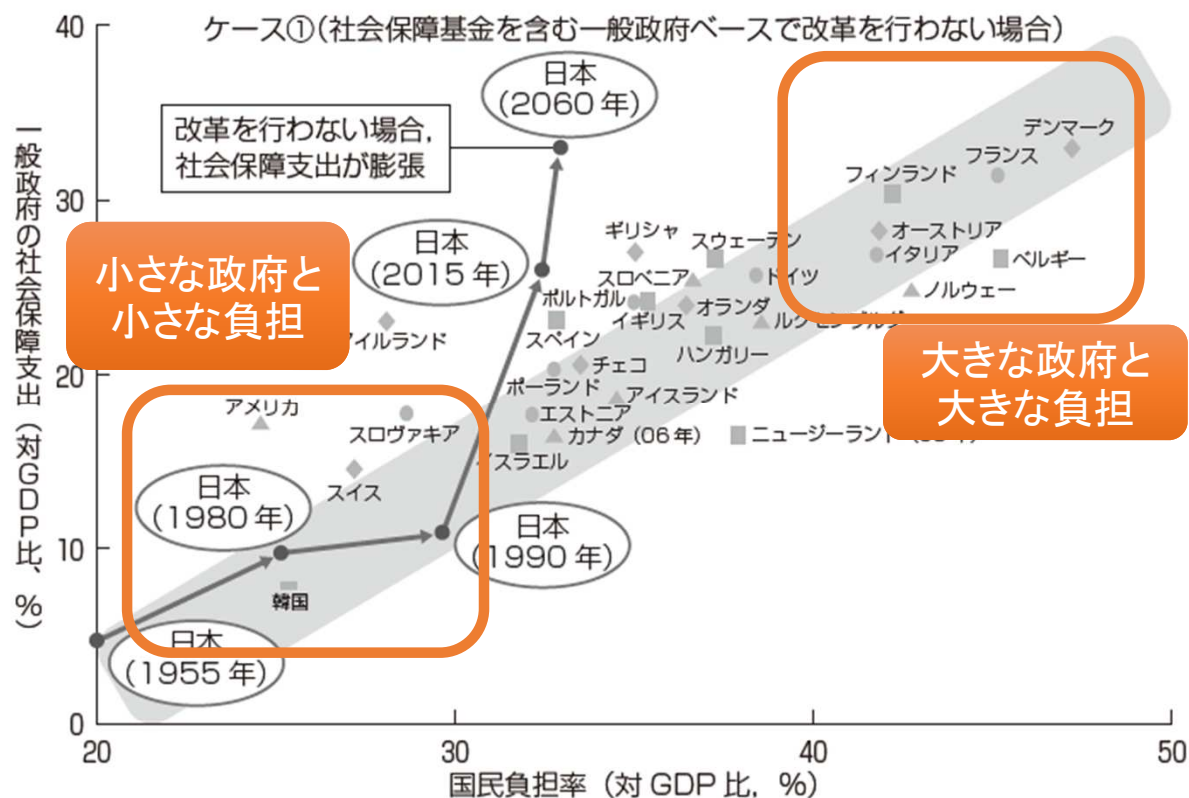 ケース①(社会保障基金を含む一般政府ベースで改革を行わない場合)
40
30
20
10
0
一般政府の社会保障支出(対GDP比、%)
日本
(2060年)
改革を行わない場合,
社会保障支出が膨張
日本
(2015年)
小さな政府と
小さな負担
デンマーク
フランス
フィンランド
オーストリア
イタリア
ベルギー
ノルウェー
ギリシャ
スウェーデン
スロベニア
ドイツ
ポルトガル
イギリス
オランダ
ルクセンブルグ
スペイン
ハンガリー
イルランド
チェコ
ポーランド
アイスランド
大きな政府と
大きな負担
アメリカ
スロヴァキア
エストニア
カナダ(06年)
ニュージーランド
イスラエル
スイス
日本
(1980年)
日本
(1990年)
韓国
日本
(1955年)
20
30
40
50
国民負担率(対GDP比,%)